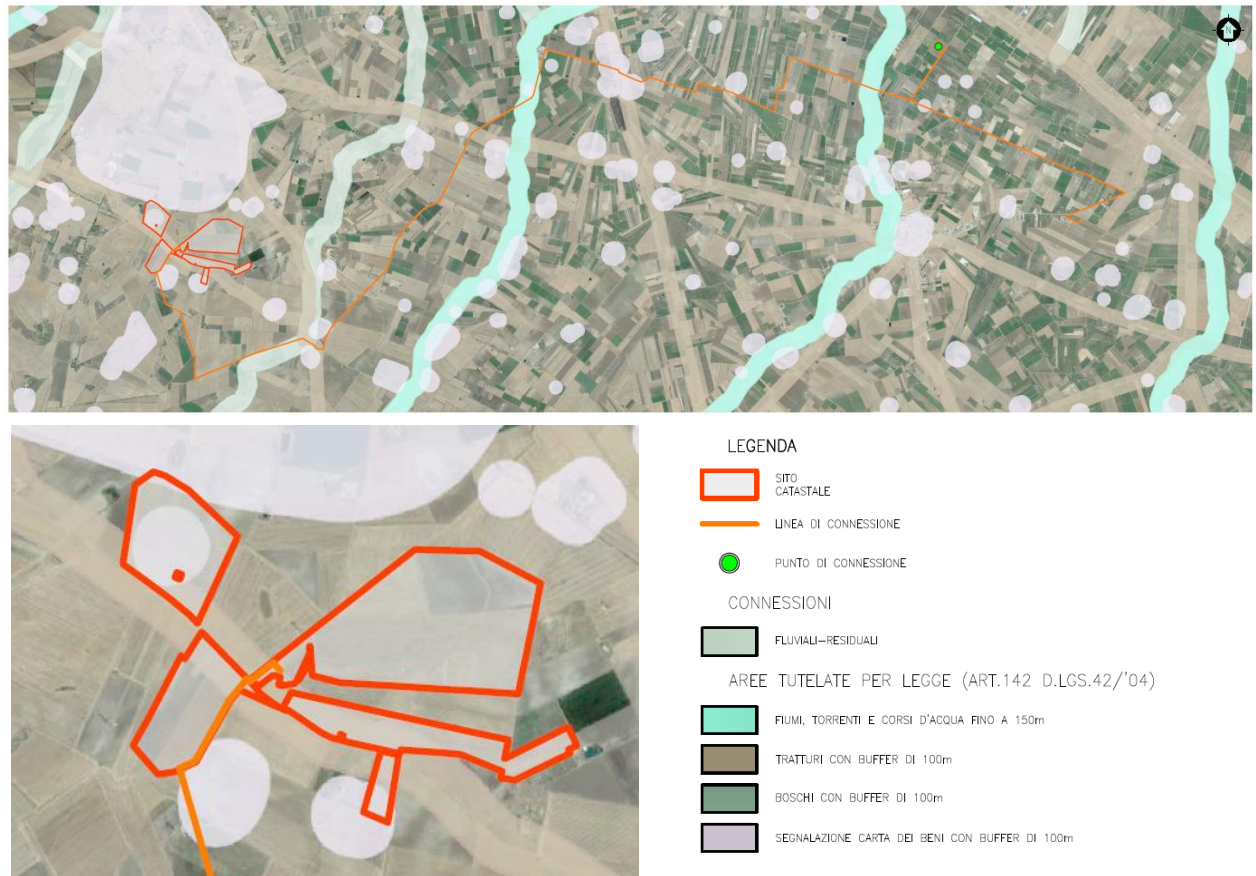 N
LEGENDA
SITO
CATASTALE
LINEA DI CONNESSIONE
PUNTO DI CONNESSIONE
CONNESSIONI
FLUVIALI-RESIDUALI
AREE TUTELATE PER LEGGE (ART.142 D.LGS.42/'04)
FIUMI, TORRENTI E CORSI D'ACQUA FINO A 150m
TRATTURI CON BUFFER DI 100m
BOSCHI CON BUFFER DI 100m
SEGNALAZIONE CARTA DEI BENI CON BUFFER DI 100m